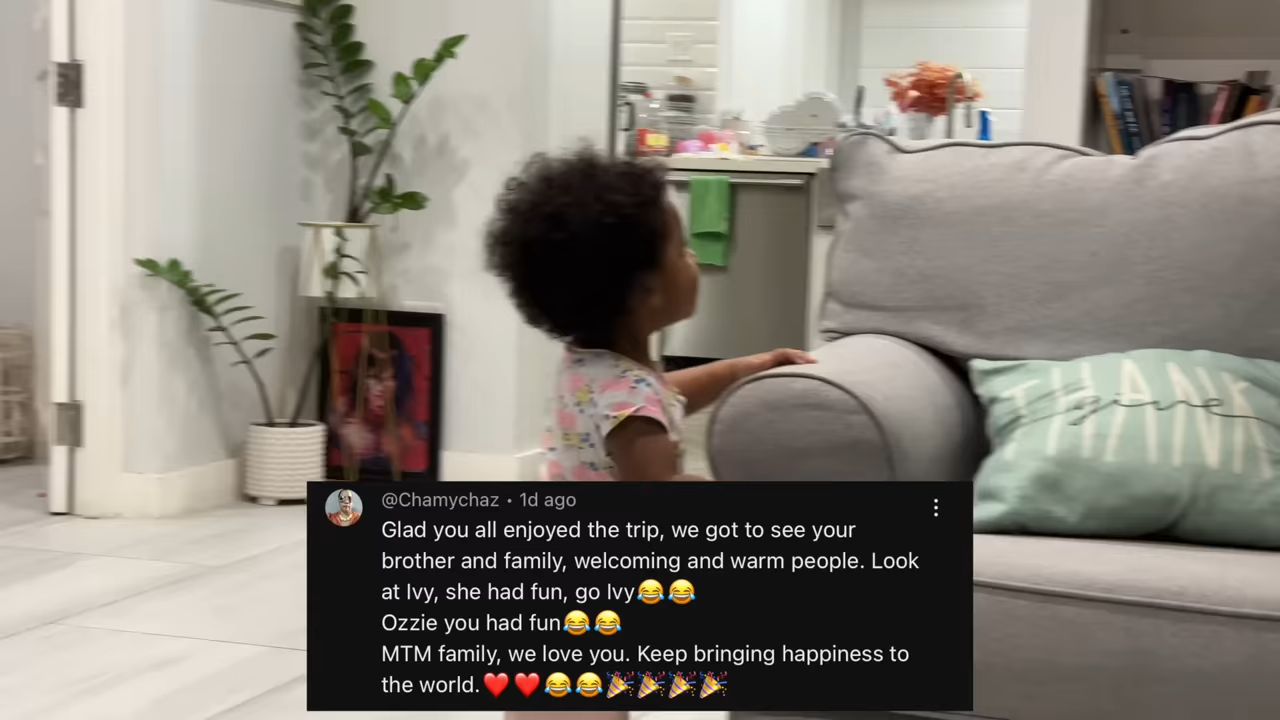 @Chamychaz • 1d ago
Glad you all enjoyed the trip, we got to see your
brother and family, welcoming and warm people. Look
at Ivy, she had fun, go Ivy😂😂
Ozzie you had fun😂😂
MTM family, we love you. Keep bringing happiness to
the world.❤️❤️😂😂🎉🎉🎉🎉
THANK
give